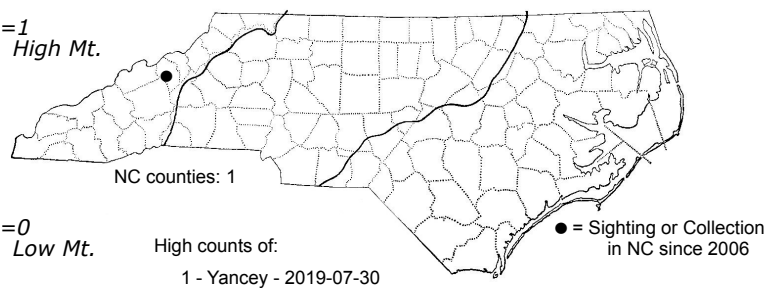 =1
High Mt.
NC counties: 1
=0
Low Mt.
High counts of:
1 - Yancey - 2019-07-30
● = Sighting or Collection
in NC since 2006